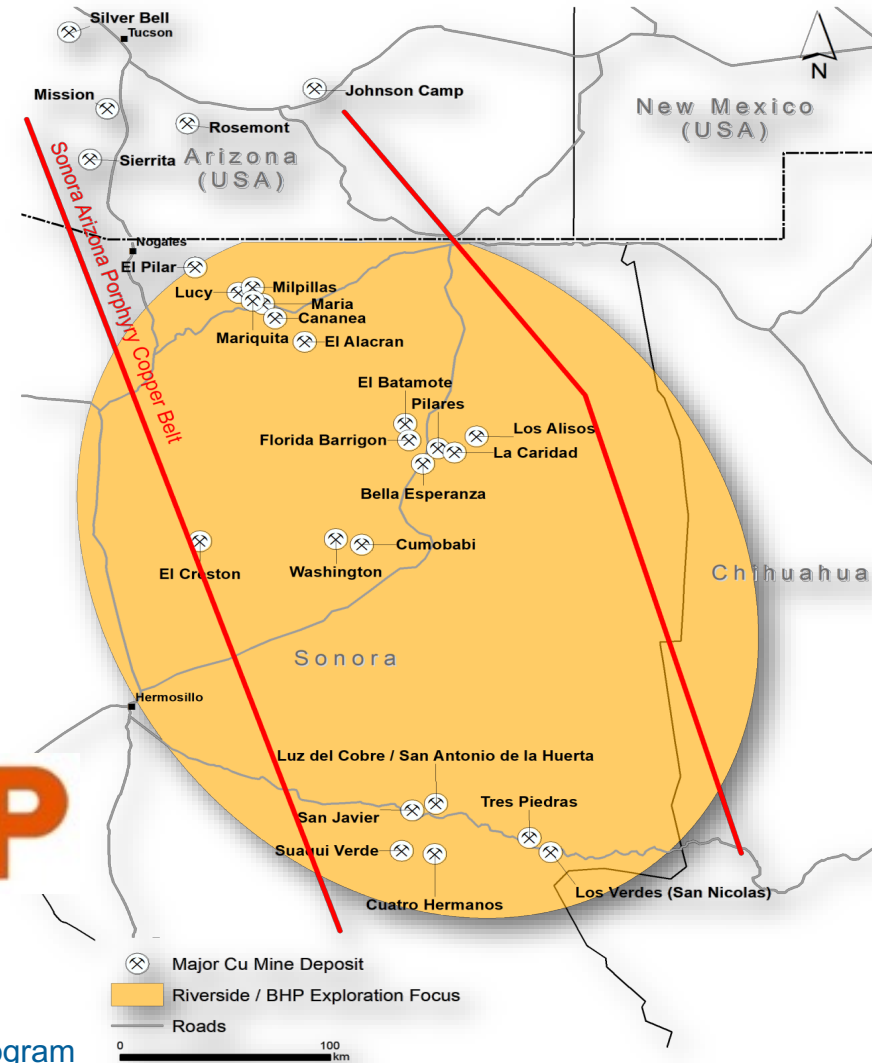 Silver Bell
Tucson
Mission
Johnson Camp
Rosemont
Sierrita
Arizona
(USA)
New Mexico
(USA)
N
Sonora Arizona Porphyry Copper Belt
Nogales
El Pilar
Lucy
Milpillas
Maria
Cananea
Mariquita
El Alacran
El Batamote
Pilares
Florida Barrigon
Los Alisos
La Caridad
Bella Esperanza
El Creston
Washington
Cumobabi
Chihuahua
Sonora
Hermosillo
Luz del Cobre / San Antonio de la Huerta
San Javier
Tres Piedras
Suaqui Verde
Cuatro Hermanos
Los Verdes (San Nicolas)
P
Major Cu Mine Deposit
Riverside / BHP Exploration Focus
Roads
ogram
0 100
km